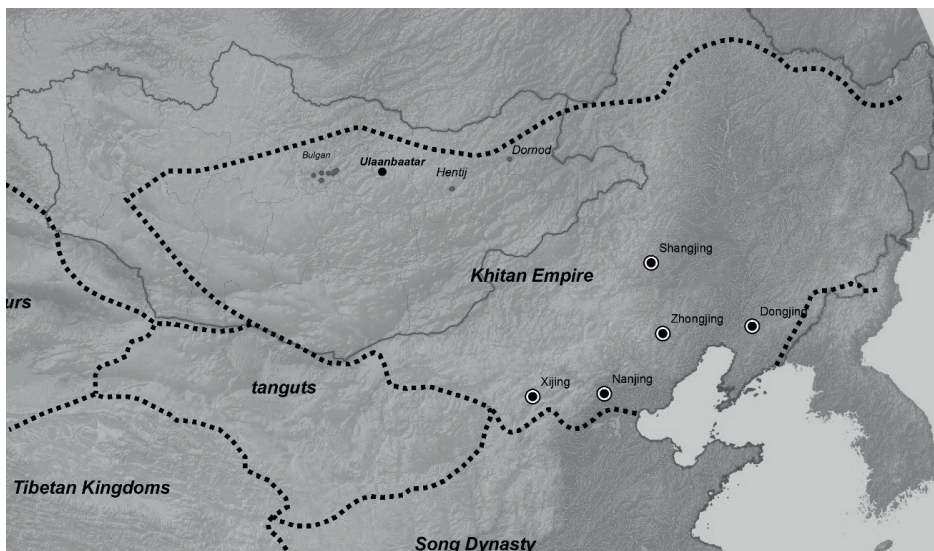 Dornod
Bulgan
Ulaanbaatar
Hentij
Shangjing
Khitan Empire
urs
Dongjing
Zhongjing
tanguts
Xijing
Nanjing
Tibetan Kingdoms
Song Dynasty